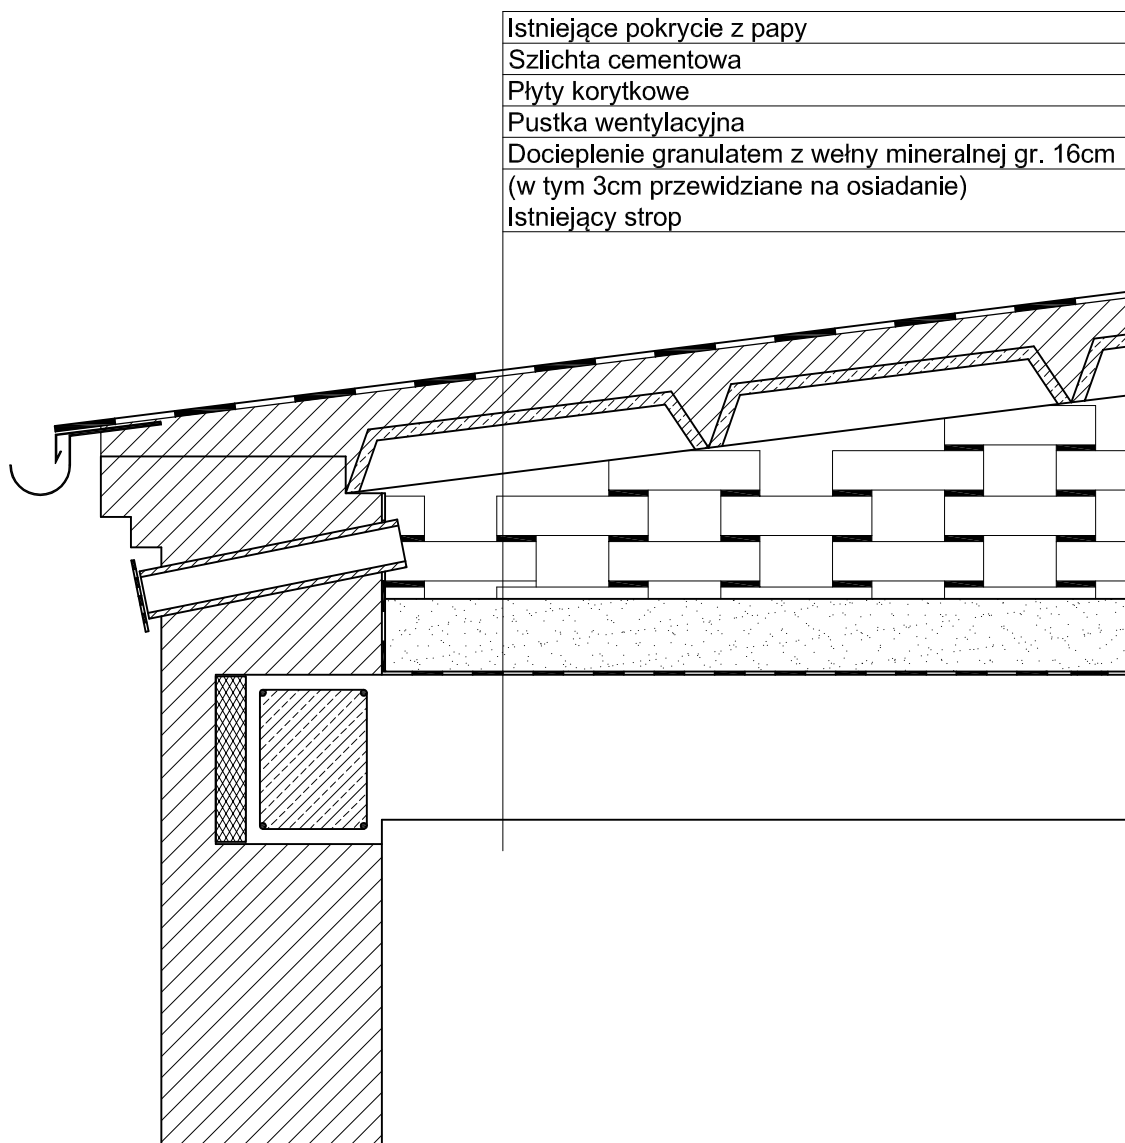 Istniejące pokrycie z papy
Szlichta cementowa
Płyty korytkowe
Pustka wentylacyjna
Docieplenie granulatem z wełny mineralnej gr. 16cm
(w tym 3cm przewidziane na osiadanie)
Istniejący strop